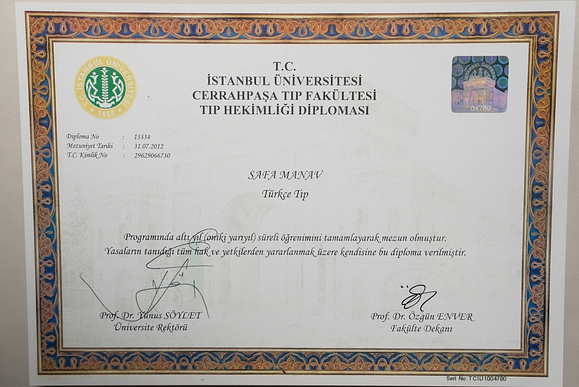 T.C.
İSTANBUL ÜNİVERSİTESİ
CERRAHPAŞA TIP FAKÜLTESİ
TIP HEKİMLİĞİ DİPLOMASI
Diploma No : 13334
Mezuniyet Tarihi : 31.07.2012
T.C. Kimlik No : 29629066730
SAFA MANAV
Türkçe Tıp
Programında altı yıl (oniki yarıyıl) süreli öğrenimini tamamlayarak mezun olmuştur.
Yasaların tanıdığı tüm hak ve yetkilerden yararlanmak üzere kendisine bu diploma verilmiştir.
Prof. Dr. Yunus SÖYLET
Üniversite Rektörü
Prof. Dr. Özgün ENVER
Fakülte Dekanı